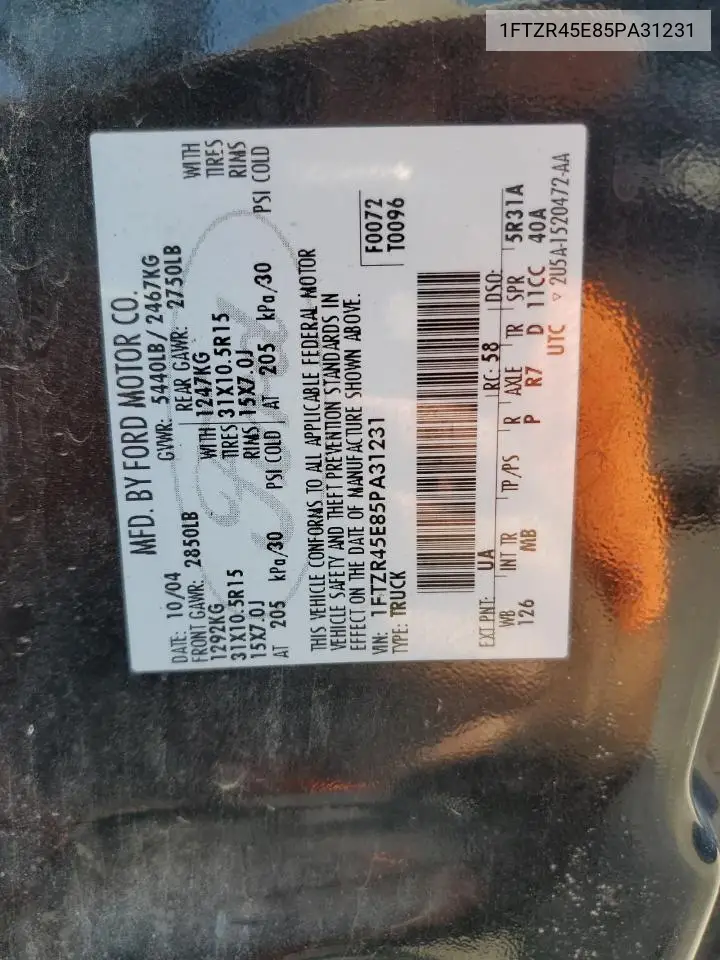 1FTZR45E85PA31231
MFD. BY FORD MOTOR CO.
DATE: 10/04 GVWR: 5440LB/ 2467KG
FRONT GAWR: 2850LB REAR GAWR: 2750LB
1292KG WITH 1247KG WITH
31X10.5R15 TIRES 31X10.5R15 TIRES
15X7.0J RIMS 15X7.0J RIMS
AT 205 kPa/30 PSI COLD AT 205 kPa/30 PSI COLD
THIS VEHICLE CONFORMS TO ALL APPLICABLE FEDERAL MOTOR
VEHICLE SAFETY AND THEFT PREVENTION STANDARDS IN
EFFECT ON THE DATE OF MANUFACTURE SHOWN ABOVE.
VIN: 1FTZR45E85PA31231 F0072
TYPE: TRUCK T0096
EXT PNT: UA RC: 58 DSO:
WB INT TR TP/PS R AXLE TR SPR 5R31A
126 MB P R7 D 11CC 40A
UTC ▽ 2U5A-1520472-AA
Ford